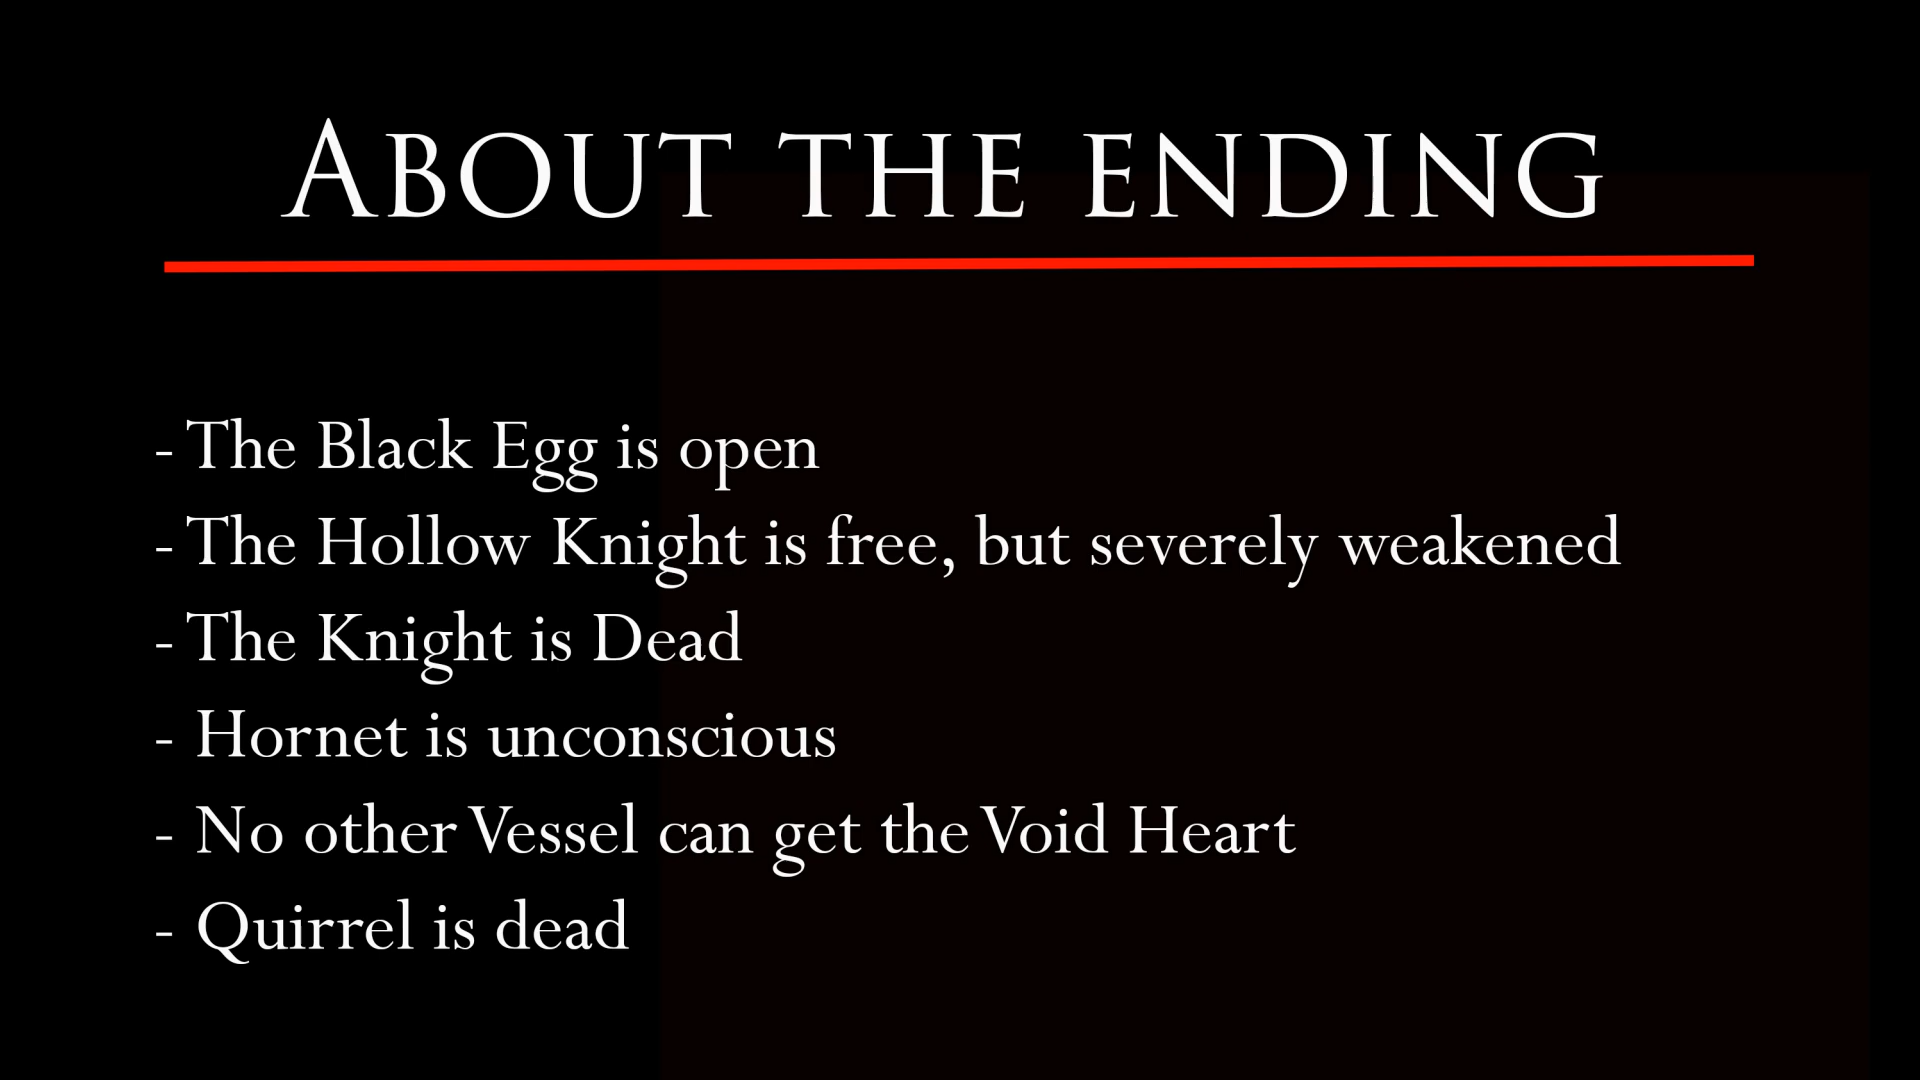 ABOUT THE ENDING
- The Black Egg is open
- The Hollow Knight is free, but severely weakened
- The Knight is Dead
- Hornet is unconscious
- No other Vessel can get the Void Heart
- Quirrel is dead